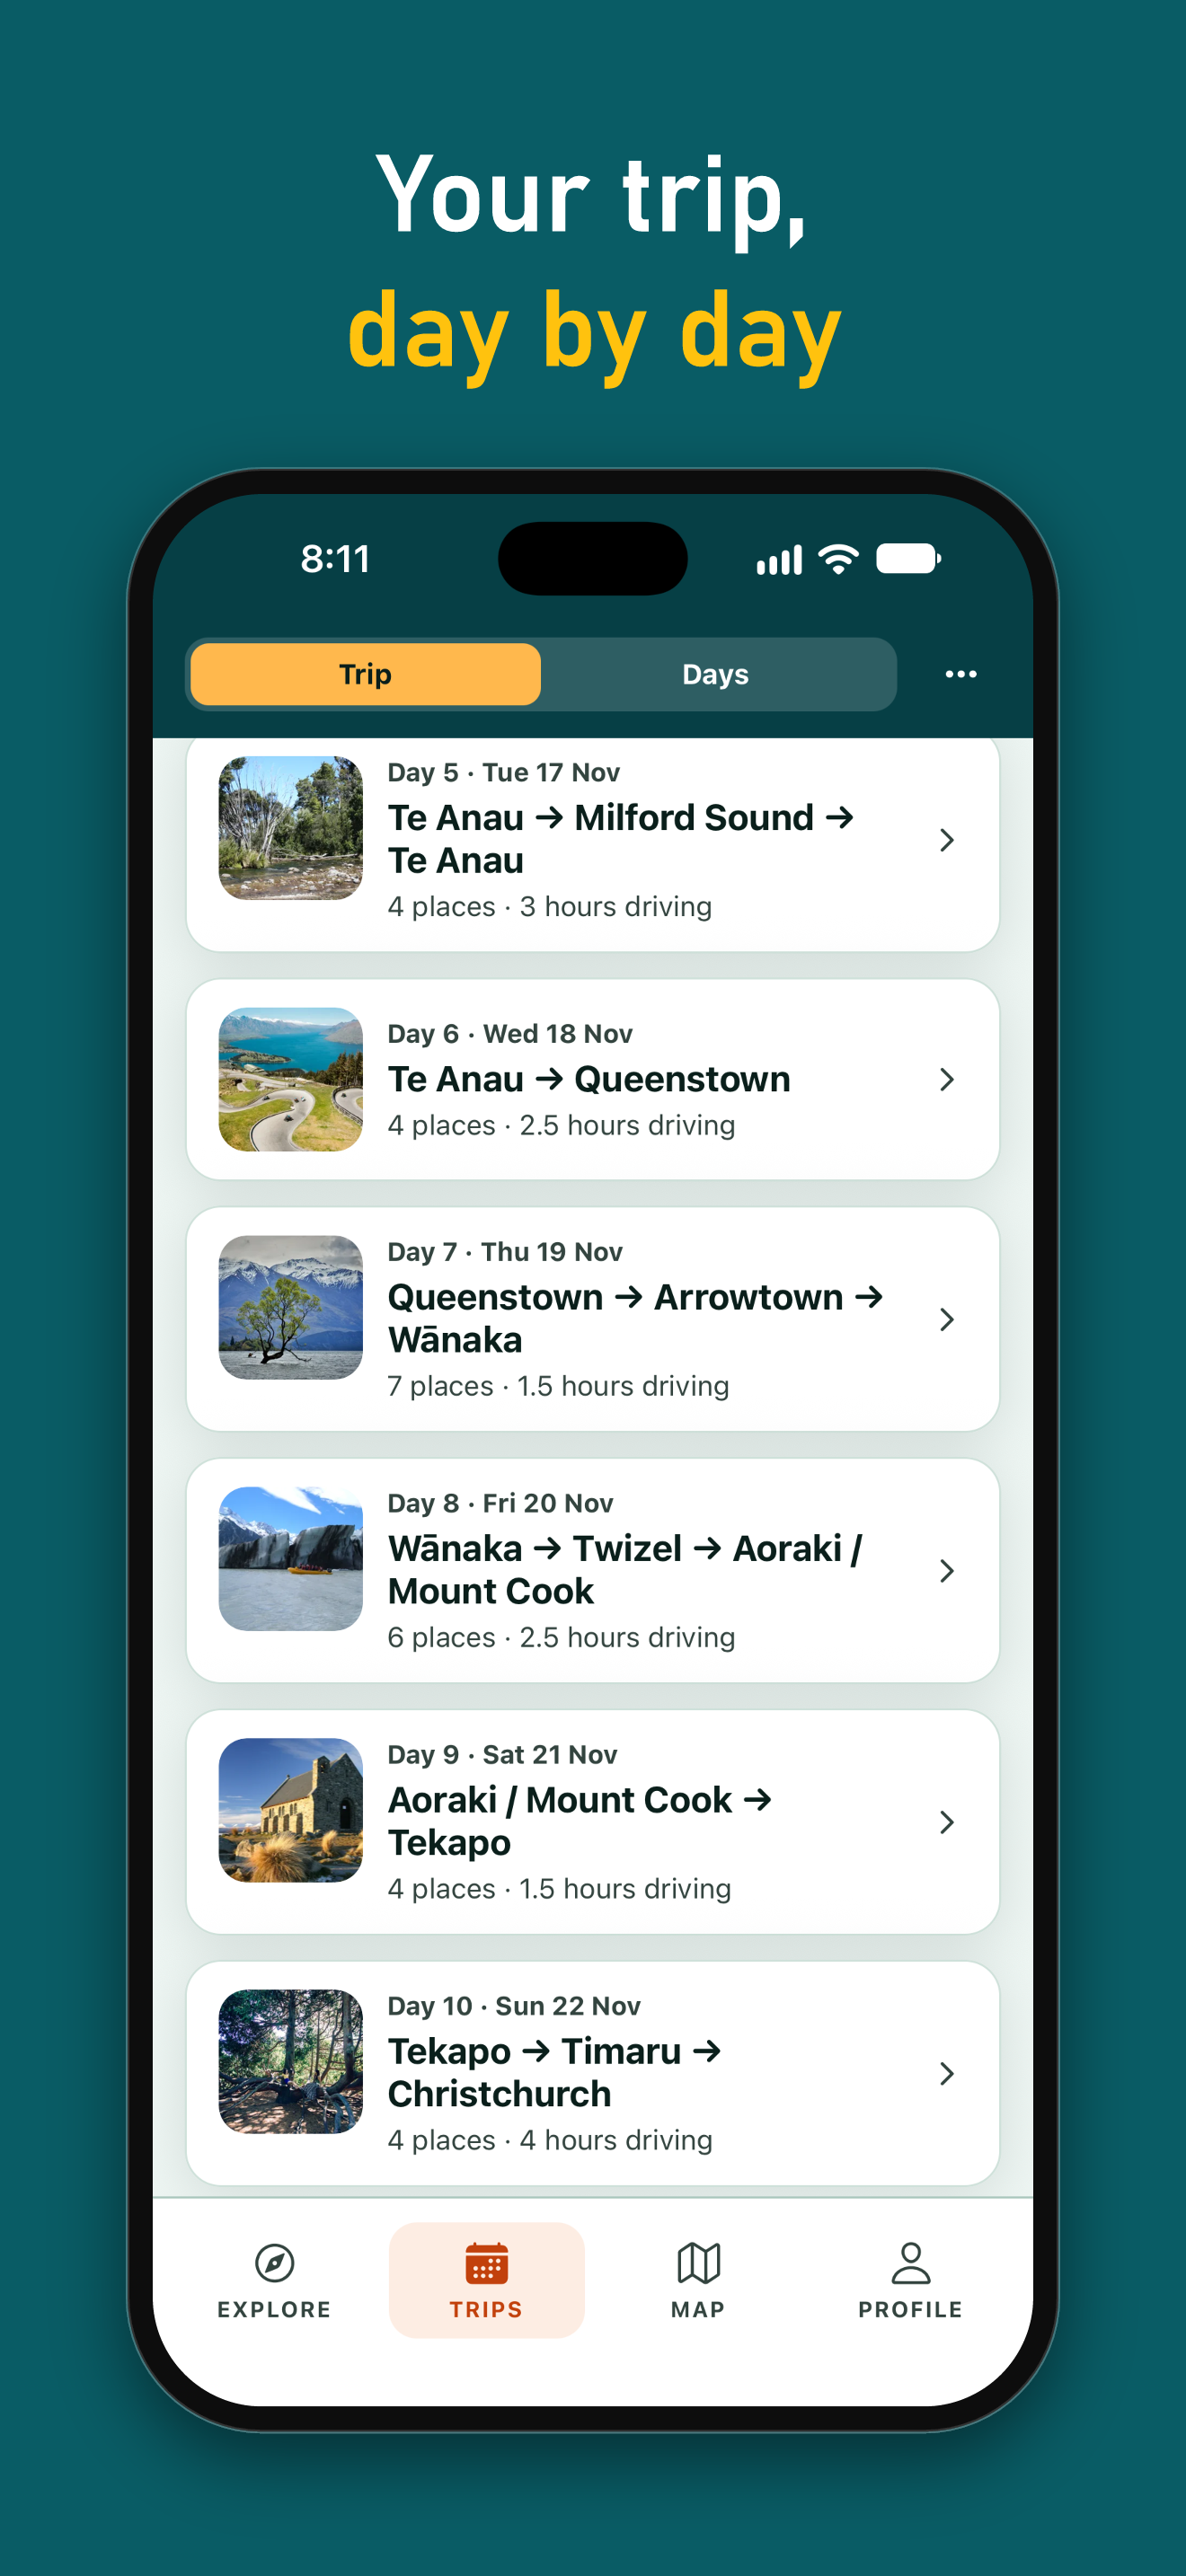 Your trip,
day by day
8:11
Trip
Days
Day 5 · Tue 17 Nov
Te Anau → Milford Sound →
Te Anau
4 places · 3 hours driving
Day 6 · Wed 18 Nov
Te Anau → Queenstown
4 places · 2.5 hours driving
Day 7 · Thu 19 Nov
Queenstown → Arrowtown →
Wānaka
7 places · 1.5 hours driving
Day 8 · Fri 20 Nov
Wānaka → Twizel → Aoraki /
Mount Cook
6 places · 2.5 hours driving
Day 9 · Sat 21 Nov
Aoraki / Mount Cook →
Tekapo
4 places · 1.5 hours driving
Day 10 · Sun 22 Nov
Tekapo → Timaru →
Christchurch
4 places · 4 hours driving
EXPLORE
TRIPS
MAP
PROFILE